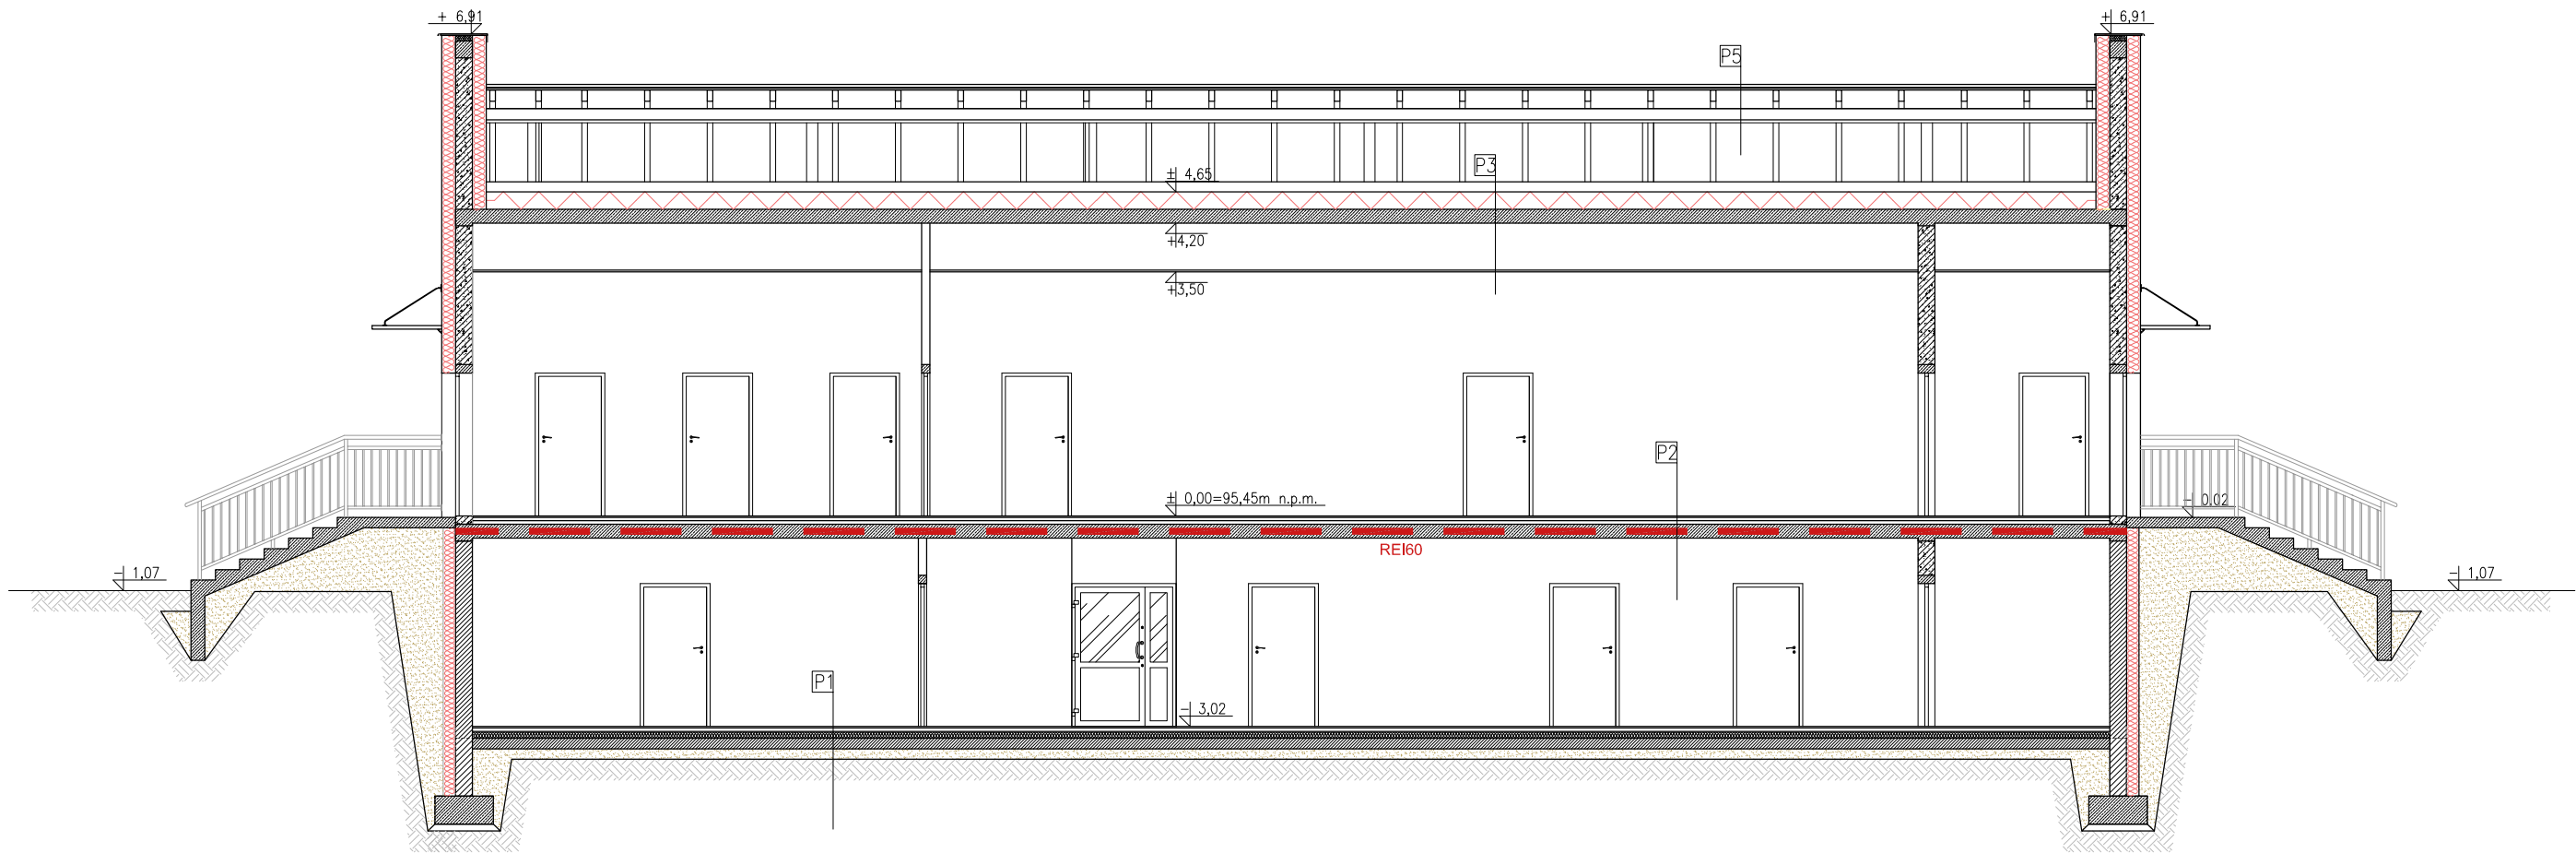 + 6,91
+ 6,91
P5
P3
± 4,65
+4,20
+3,50
P2
± 0,00=95,45m n.p.m.
- 0,02
REI60
- 1,07
- 1,07
P1
- 3,02